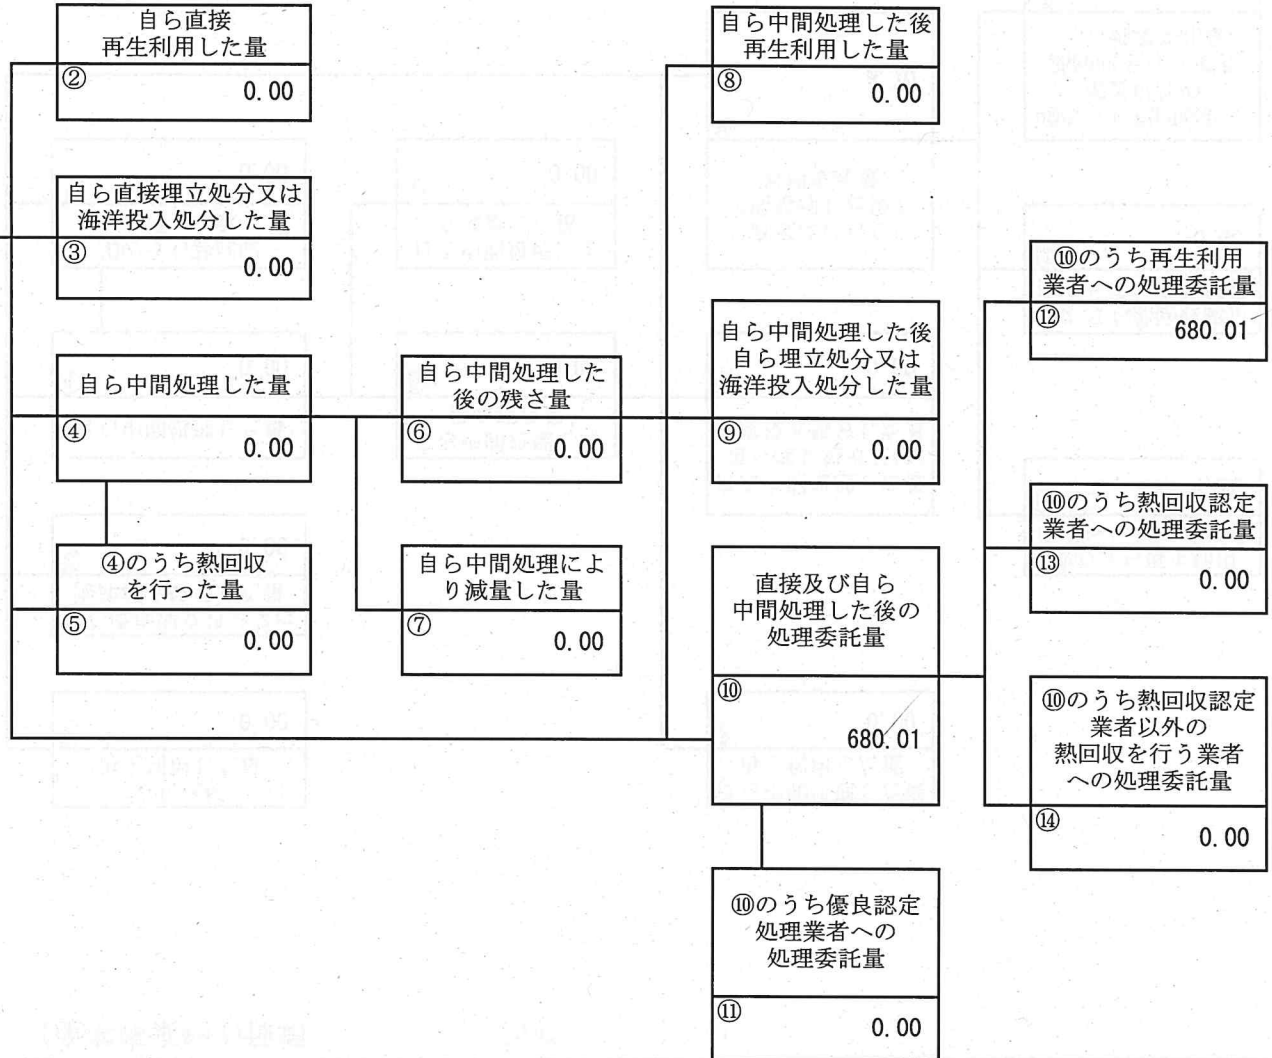 自ら直接
再生利用した量
②
0.00
自ら直接埋立処分又は
海洋投入処分した量
③
0.00
自ら中間処理した量
④
0.00
④のうち熱回収
を行った量
⑤
0.00
自ら中間処理した
後の残さ量
⑥
0.00
自ら中間処理によ
り減量した量
⑦
0.00
自ら中間処理した後
再生利用した量
⑧
0.00
自ら中間処理した後
自ら埋立処分又は
海洋投入処分した量
⑨
0.00
直接及び自ら
中間処理した後の
処理委託量
⑩
680.01
⑩のうち優良認定
処理業者への
処理委託量
⑪
0.00
⑩のうち再生利用
業者への処理委託量
⑫
680.01
⑩のうち熱回収認定
業者への処理委託量
⑬
0.00
⑩のうち熱回収認定
業者以外の
熱回収を行う業者
への処理委託量
⑭
0.00